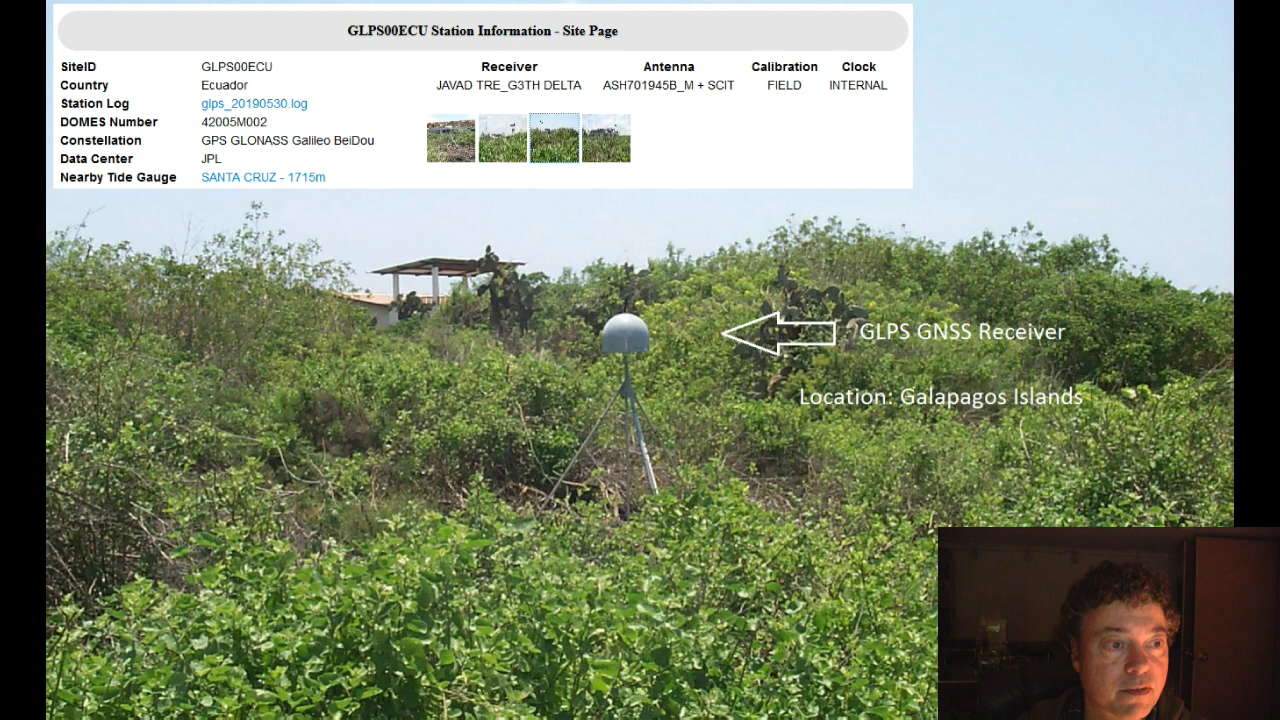 GLPS00ECU Station Information - Site Page
SiteID GLPS00ECU
Country Ecuador
Station Log glps_20190530.log
DOMES Number 42005M002
Constellation GPS GLONASS Galileo BeiDou
Data Center JPL
Nearby Tide Gauge SANTA CRUZ - 1715m
Receiver Antenna Calibration Clock
JAVAD TRE_G3TH DELTA ASH701945B_M + SCIT FIELD INTERNAL
GLPS GNSS Receiver
Location: Galapagos Islands